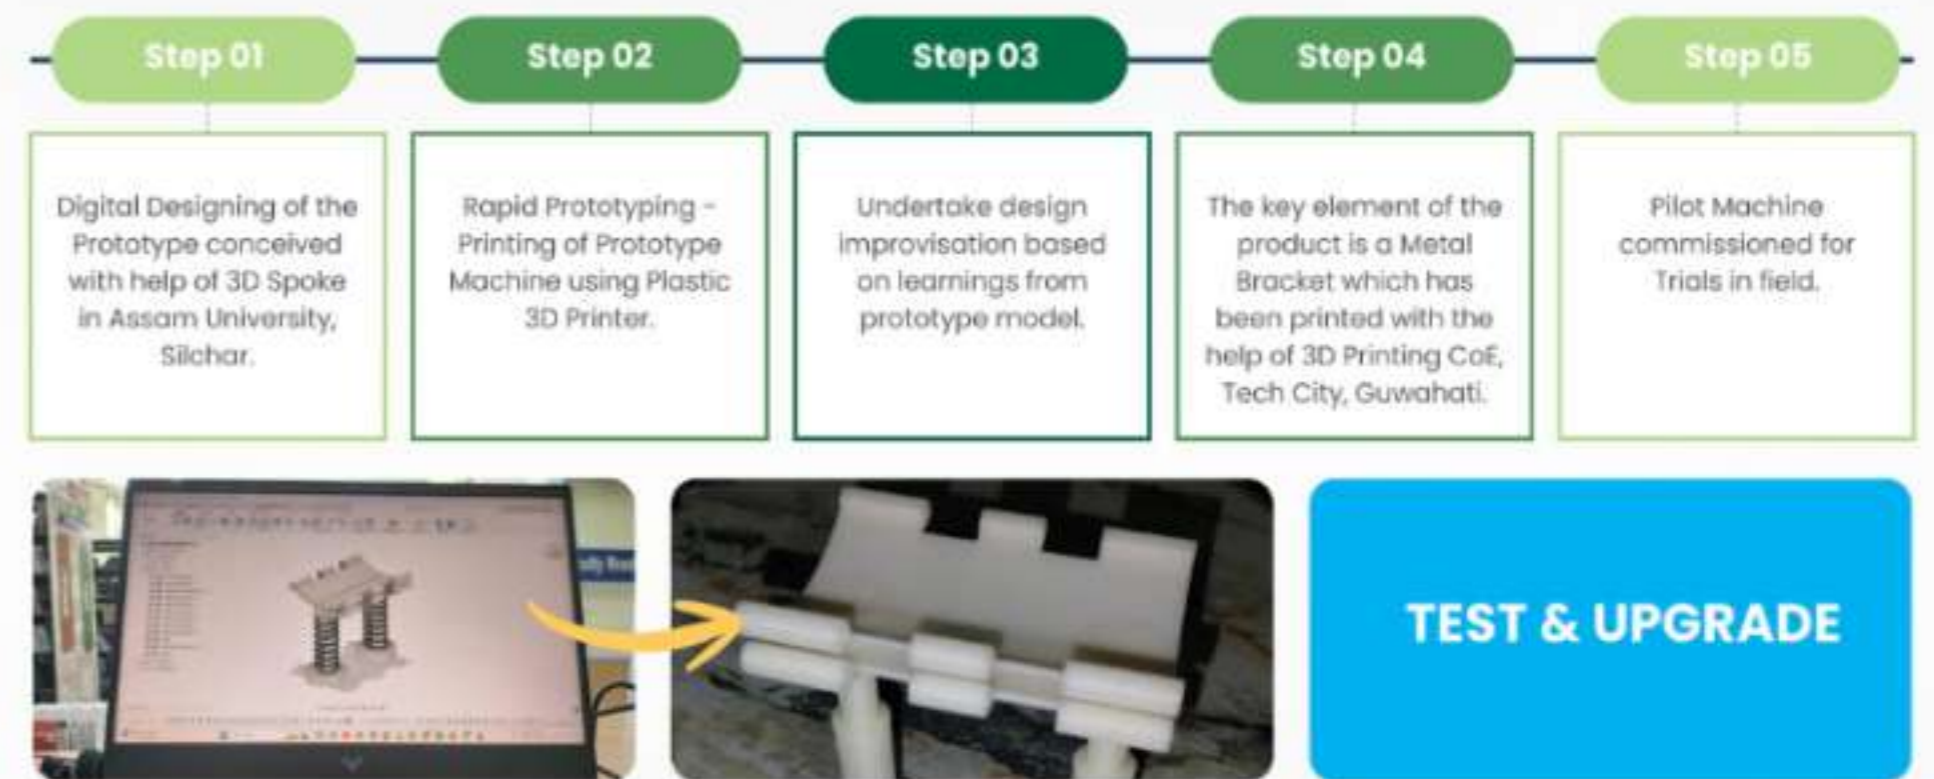 Step 01
Step 02
Step 03
Step 04
Step 05
Digital Designing of the
Prototype conceived
with help of 3D Spoke
in Assam University,
Silchar.
Rapid Prototyping -
Printing of Prototype
Machine using Plastic
3D Printer.
Undertake design
improvisation based
on learnings from
prototype model.
The key element of the
product is a Metal
Bracket which has
been printed with the
help of 3D Printing CoE,
Tech City, Guwahati.
Pilot Machine
commissioned for
Trials in field.
TEST & UPGRADE